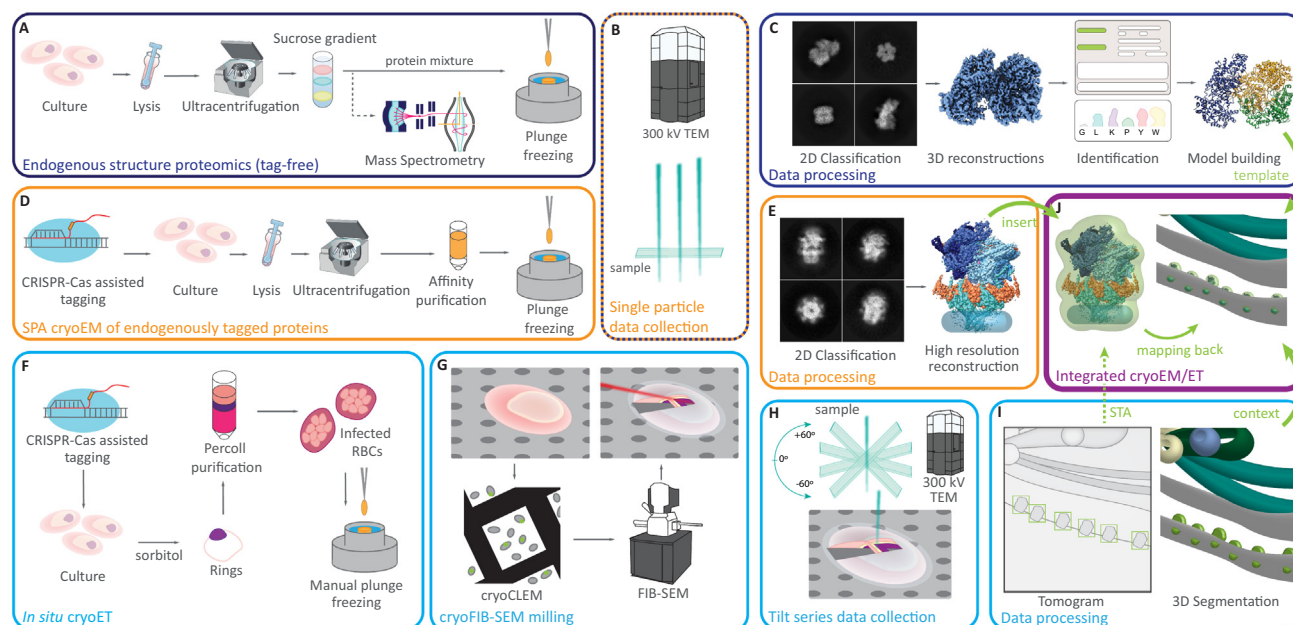 A
Sucrose gradient
protein mixture
Culture
Lysis
Ultracentrifugation
Mass Spectrometry
Plunge
freezing
Endogenous structure proteomics (tag-free)
B
300 kV TEM
sample
Single particle
data collection
C
G L K P Y W
2D Classification
3D reconstructions
Identification
Model building
Data processing
template
D
CRISPR-Cas assisted
tagging
Culture
Lysis
Ultracentrifugation
Affinity
purification
Plunge
freezing
SPA cryoEM of endogenously tagged proteins
E
insert
2D Classification
High resolution
reconstruction
Data processing
J
mapping back
Integrated cryoEM/ET
F
CRISPR-Cas assisted
tagging
Percoll
purification
Infected
RBCs
Culture
sorbitol
Rings
Manual plunge
freezing
In situ cryoET
G
cryoCLEM
FIB-SEM
cryoFIB-SEM milling
H
sample
+60°
0°
-60°
300 kV
TEM
Tilt series data collection
I
STA
context
Tomogram
3D Segmentation
Data processing